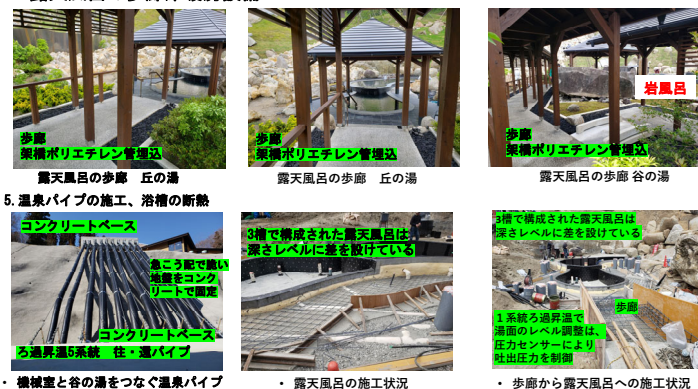 岩風呂
歩廊
架橋ポリエチレン管埋込
歩廊
架橋ポリエチレン管埋込
歩廊
架橋ポリエチレン管埋込
露天風呂の歩廊 丘の湯
露天風呂の歩廊 丘の湯
露天風呂の歩廊 谷の湯
5.温泉パイプの施工、浴槽の断熱
コンクリートベース
急こう配で脆い
地盤をコンク
リートで固定
コンクリートベース
ろ過昇温5系統 往・還パイプ
3槽で構成された露天風呂は
深さレベルに差を設けている
3槽で構成された露天風呂は
深さレベルに差を設けている
歩廊
1系統ろ過昇温で
湯面のレベル調整は、
圧力センサーにより
吐出圧力を制御
・ 機械室と谷の湯をつなぐ温泉パイプ
・ 露天風呂の施工状況
・ 歩廊から露天風呂への施工状況